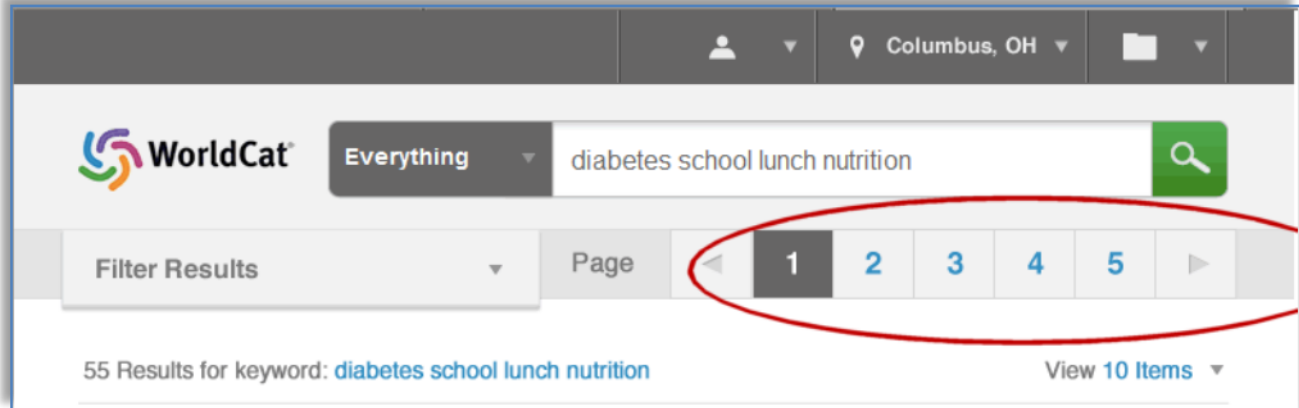 Columbus, OH
WorldCat®
Everything
diabetes school lunch nutrition
Filter Results
Page
1 2 3 4 5
55 Results for keyword: diabetes school lunch nutrition
View 10 Items